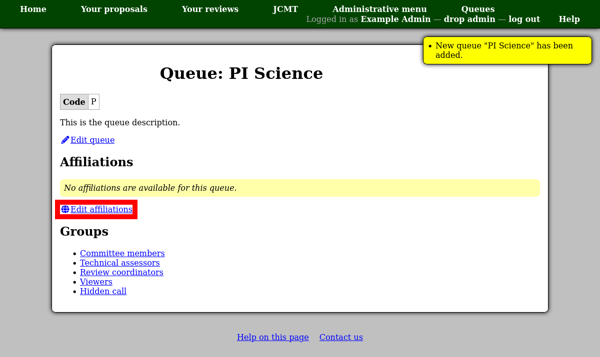 Home Your proposals Your reviews JCMT Administrative menu Queues
Logged in as Example Admin — drop admin — log out Help
New queue "PI Science" has been
added.
Queue: PI Science
Code P
This is the queue description.
Edit queue
Affiliations
No affiliations are available for this queue.
Edit affiliations
Groups
Committee members
Technical assessors
Review coordinators
Viewers
Hidden call
Help on this page Contact us